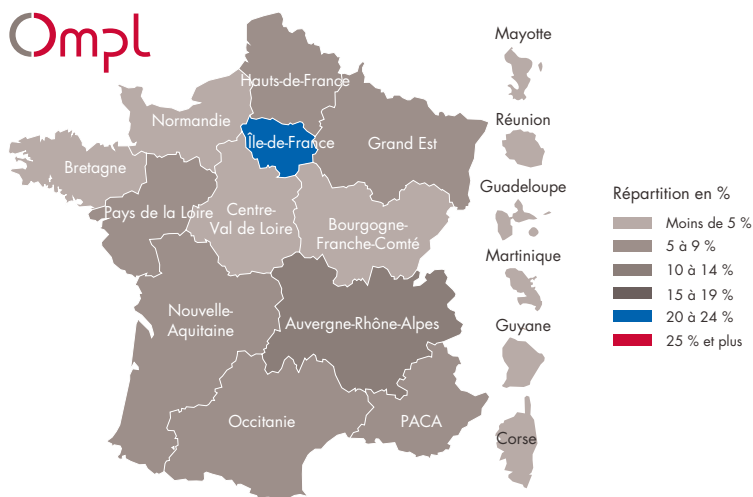 Ompl
Mayotte
Hauts-de-France
Normandie
Île-de-France
Grand Est
Réunion
Bretagne
Guadeloupe
Pays de la Loire
Centre-
Val de Loire
Bourgogne-
Franche-Comté
Martinique
Nouvelle-
Aquitaine
Auvergne-Rhône-Alpes
Guyane
Occitanie
PACA
Corse
Répartition en %
Moins de 5 %
5 à 9 %
10 à 14 %
15 à 19 %
20 à 24 %
25 % et plus